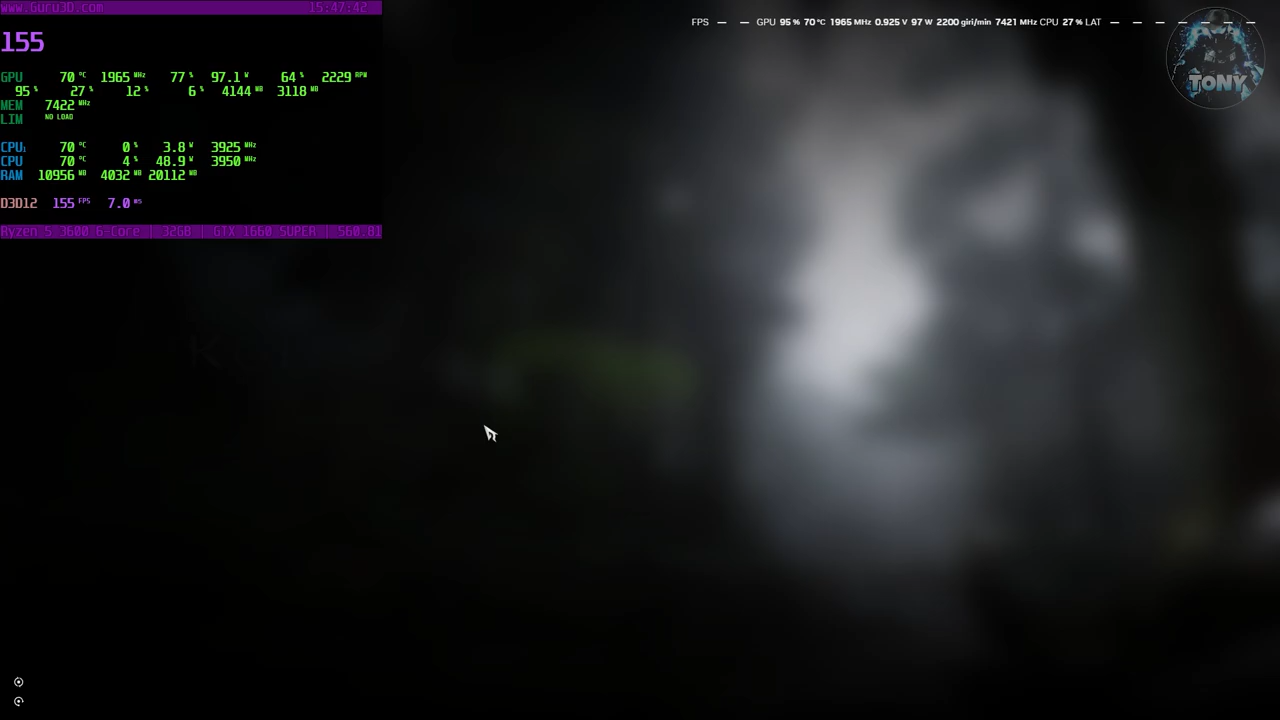 www.Guru3D.com 15:47:42
FPS — — GPU 95 % 70 °C 1965 MHz 0.925 V 97 W 2200 giri/min 7421 MHz CPU 27 % LAT — — — — — — —
TONY
155
GPU 70 °C 1965 MHz 77 % 97.1 W 64 % 2229 RPM
95 % 27 % 12 % 6 % 4144 MB 3118 MB
MEM 7422 MHz
LIM NO LOAD
CPU1 70 °C 0 % 3.8 W 3925 MHz
CPU 70 °C 4 % 48.9 W 3950 MHz
RAM 10956 MB 4032 MB 20112 MB
D3D12 155 FPS 7.0 ms
Ryzen 5 3600 6-Core | 32GB | GTX 1660 SUPER | 560.81